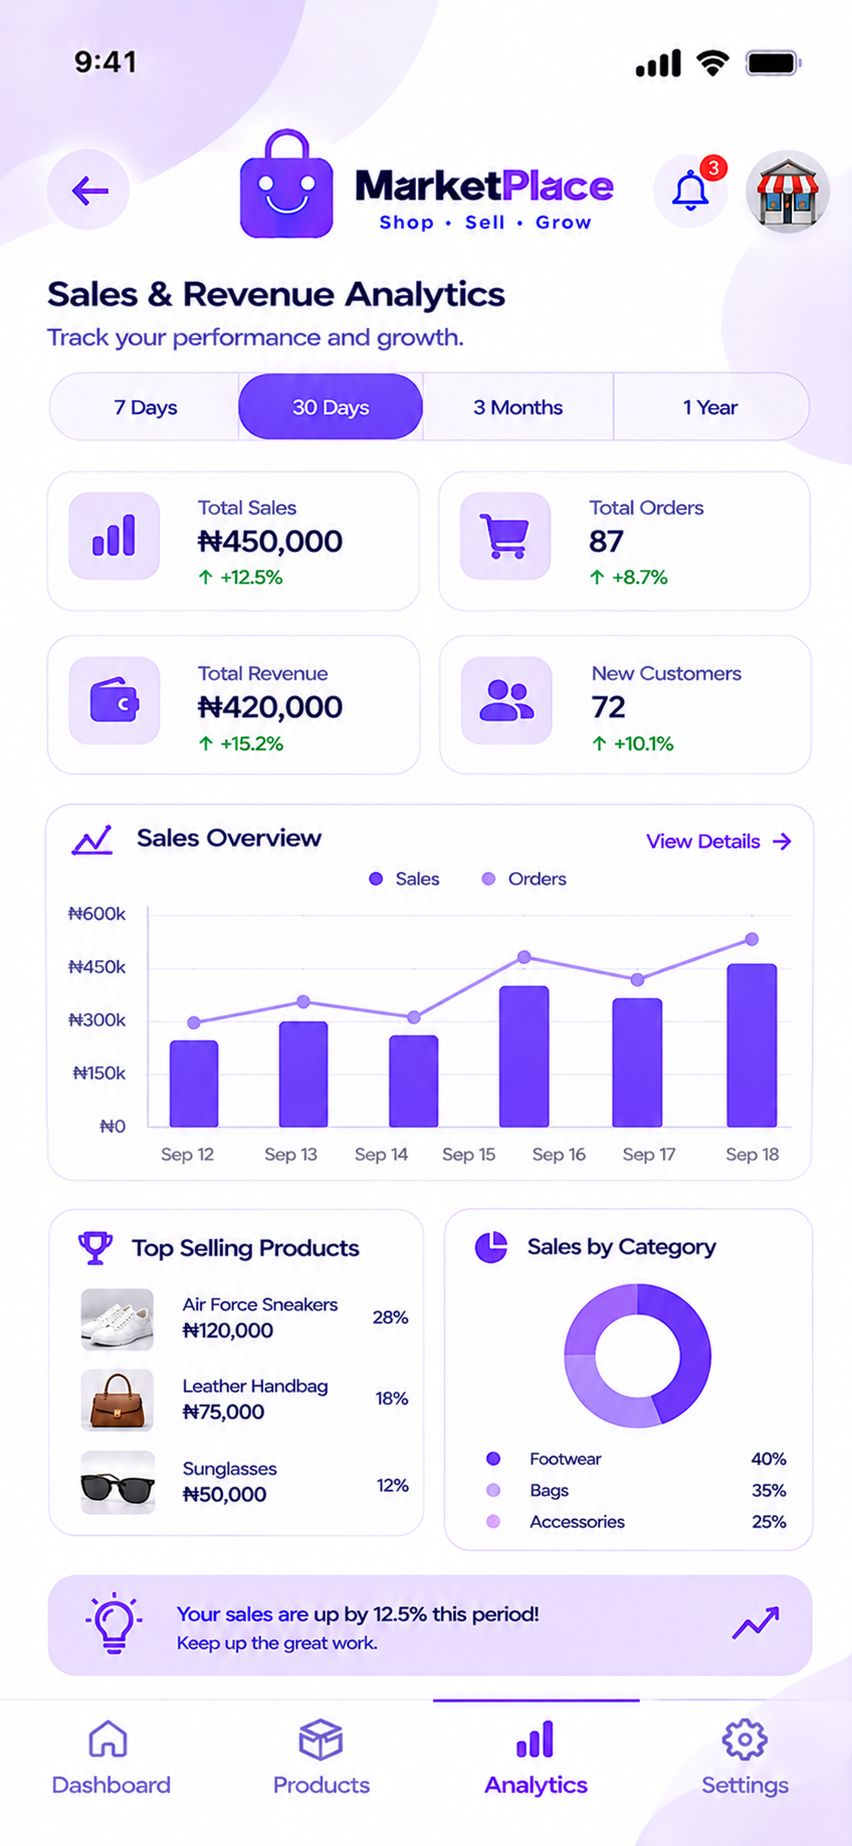 9:41
MarketPlace
Shop • Sell • Grow
3
Sales & Revenue Analytics
Track your performance and growth.
7 Days
30 Days
3 Months
1 Year
Total Sales
₦450,000
↑ +12.5%
Total Orders
87
↑ +8.7%
Total Revenue
₦420,000
↑ +15.2%
New Customers
72
↑ +10.1%
Sales Overview
View Details →
Sales
Orders
₦600k
₦450k
₦300k
₦150k
₦0
Sep 12
Sep 13
Sep 14
Sep 15
Sep 16
Sep 17
Sep 18
Top Selling Products
Air Force Sneakers
₦120,000
28%
Leather Handbag
₦75,000
18%
Sunglasses
₦50,000
12%
Sales by Category
Footwear 40%
Bags 35%
Accessories 25%
Your sales are up by 12.5% this period!
Keep up the great work.
Dashboard
Products
Analytics
Settings